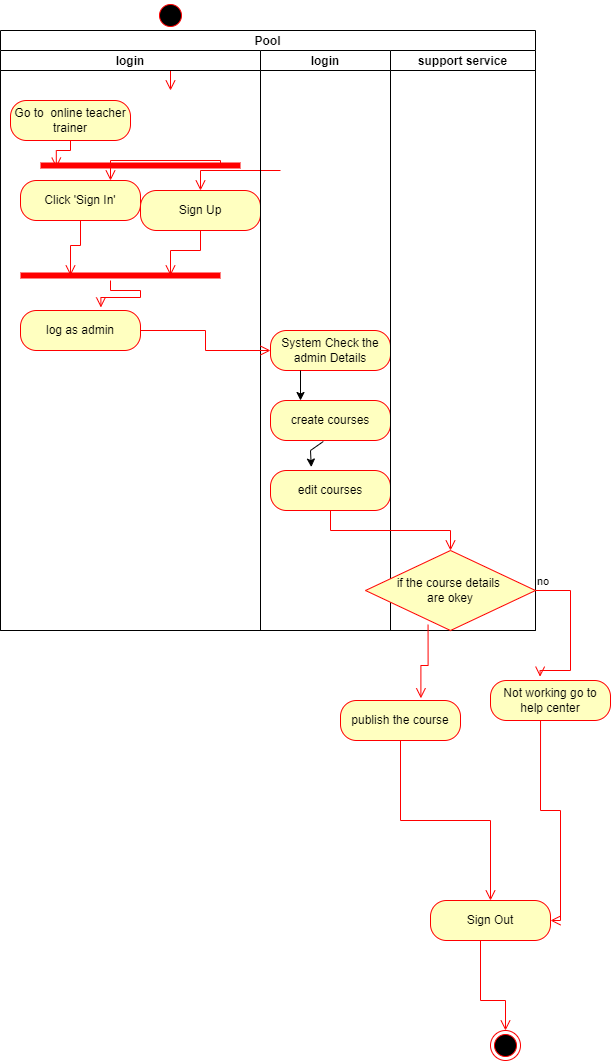 Pool
login
login
support service
Go to online teacher
trainer
Click 'Sign In'
Sign Up
log as admin
System Check the
admin Details
create courses
edit courses
if the course details
are okey
no
Not working go to
help center
publish the course
Sign Out